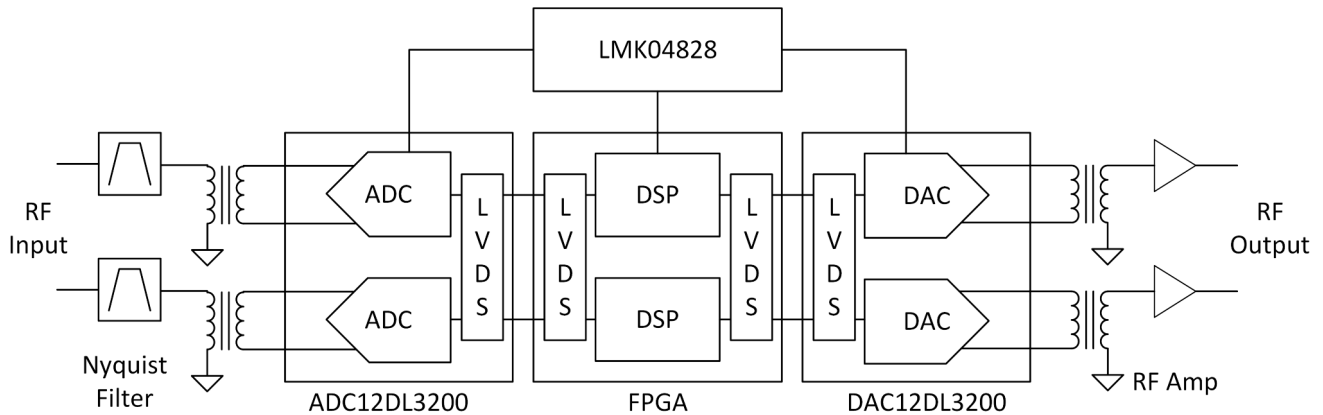 LMK04828
RF
Input
Nyquist
Filter
ADC
ADC
L
V
D
S
ADC12DL3200
L
V
D
S
DSP
DSP
L
V
D
S
FPGA
L
V
D
S
DAC
DAC
DAC12DL3200
RF
Output
RF Amp